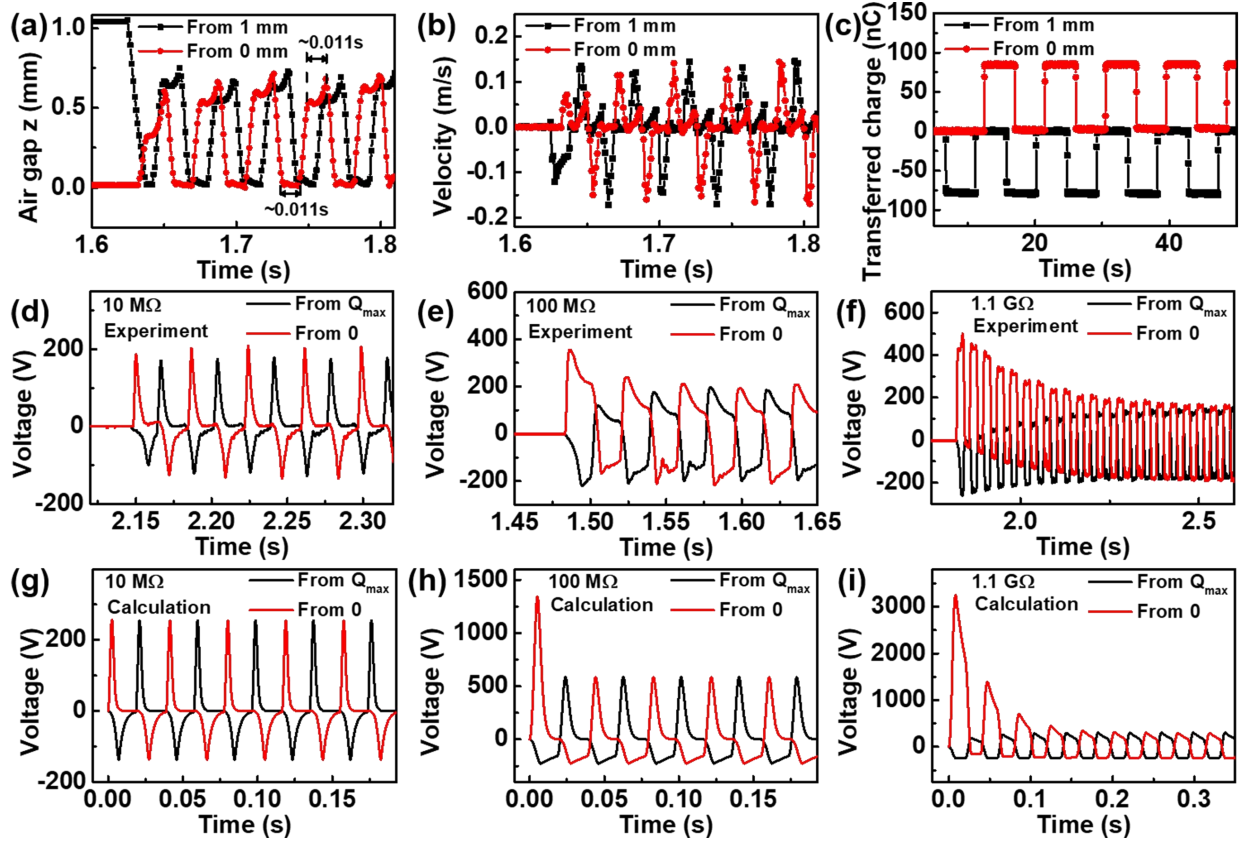 (a)
From 1 mm
From 0 mm
~0.011s
~0.011s
Air gap z (mm)
1.0
0.5
0.0
1.6
1.7
1.8
Time (s)
(b)
From 1 mm
From 0 mm
Velocity (m/s)
0.2
0.1
0.0
-0.1
-0.2
1.6
1.7
1.8
Time (s)
(c)
From 1 mm
From 0 mm
Transferred charge (nC)
150
100
50
0
-50
-100
20
40
Time (s)
(d)
10 MΩ
Experiment
From Qmax
From 0
Voltage (V)
200
0
-200
2.15
2.20
2.25
2.30
Time (s)
(e)
100 MΩ
Experiment
From Qmax
From 0
Voltage (V)
600
400
200
0
-200
1.45
1.50
1.55
1.60
1.65
Time (s)
(f)
1.1 GΩ
Experiment
From Qmax
From 0
Voltage (V)
600
400
200
0
-200
2.0
2.5
Time (s)
(g)
10 MΩ
Calculation
From Qmax
From 0
Voltage (V)
200
0
-200
0.00
0.05
0.10
0.15
Time (s)
(h)
100 MΩ
Calculation
From Qmax
From 0
Voltage (V)
1500
1000
500
0
0.00
0.05
0.10
0.15
Time (s)
(i)
1.1 GΩ
Calculation
From Qmax
From 0
Voltage (V)
3000
2000
1000
0
0.0
0.1
0.2
0.3
Time (s)